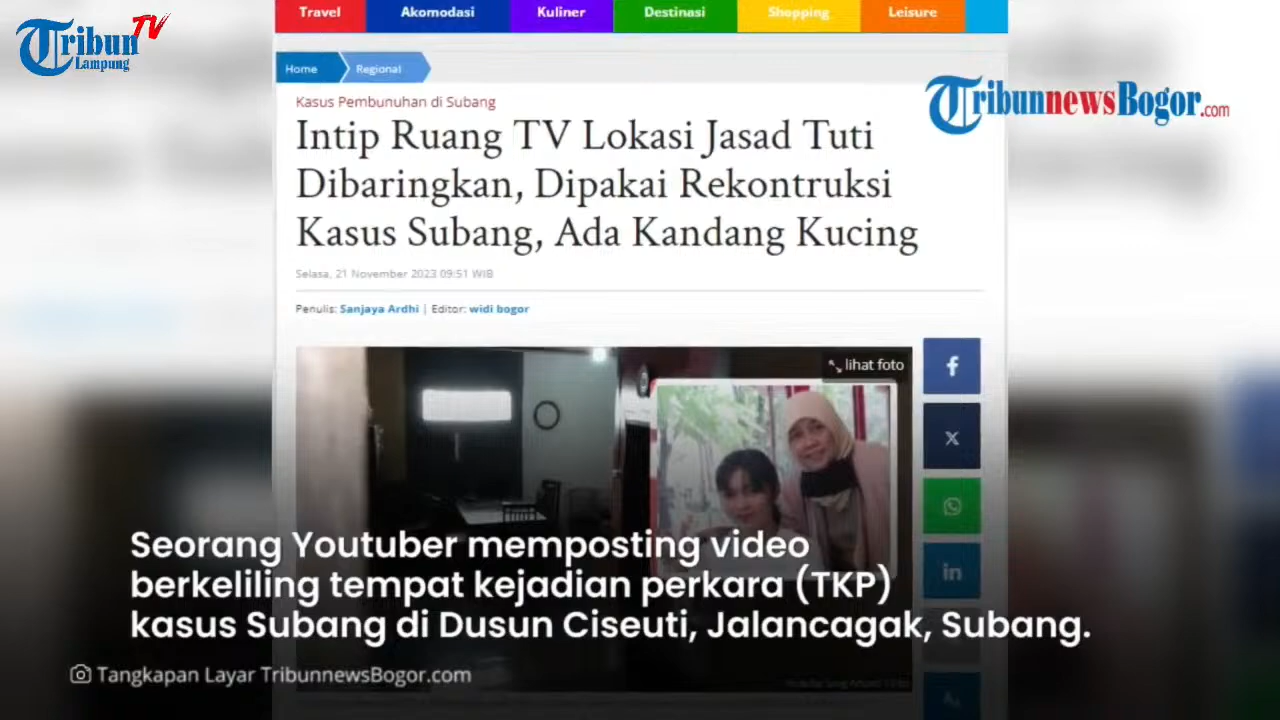 Tribun TV
Lampung
Travel
Akomodasi
Kuliner
Destinasi
Shopping
Leisure
Home
Regional
TribunnewsBogor.com
Kasus Pembunuhan di Subang
Intip Ruang TV Lokasi Jasad Tuti
Dibaringkan, Dipakai Rekontruksi
Kasus Subang, Ada Kandang Kucing
Selasa, 21 November 2023 09:51 WIB
Penulis: Sanjaya Ardhi | Editor: widi bogor
lihat foto
Seorang Youtuber memposting video
berkeliling tempat kejadian perkara (TKP)
kasus Subang di Dusun Ciseuti, Jalancagak, Subang.
Tangkapan Layar TribunnewsBogor.com